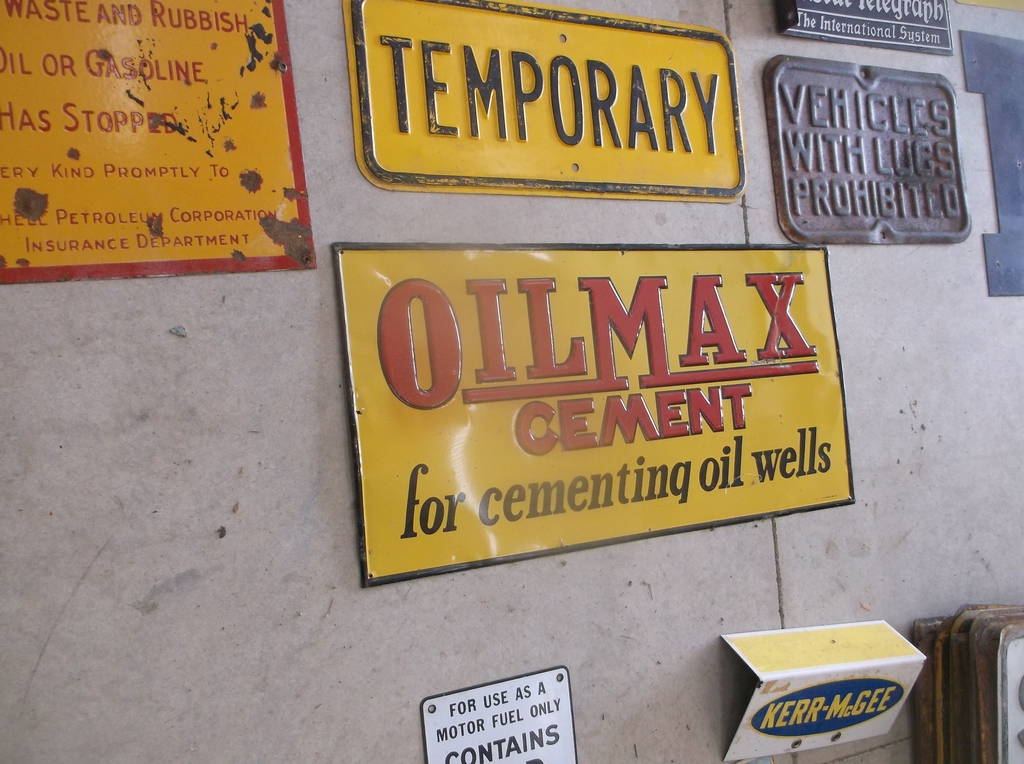 WASTE AND RUBBISH
OIL OR GASOLINE
HAS STOPPED
KIND PROMPTLY TO
PETROLEUM CORPORATION
INSURANCE DEPARTMENT
TEMPORARY
Telegraph
The International System
VEHICLES
WITH LUGS
PROHIBITED
OILMAX
CEMENT
for cementing oil wells
FOR USE AS A
MOTOR FUEL ONLY
CONTAINS
KERR-McGEE